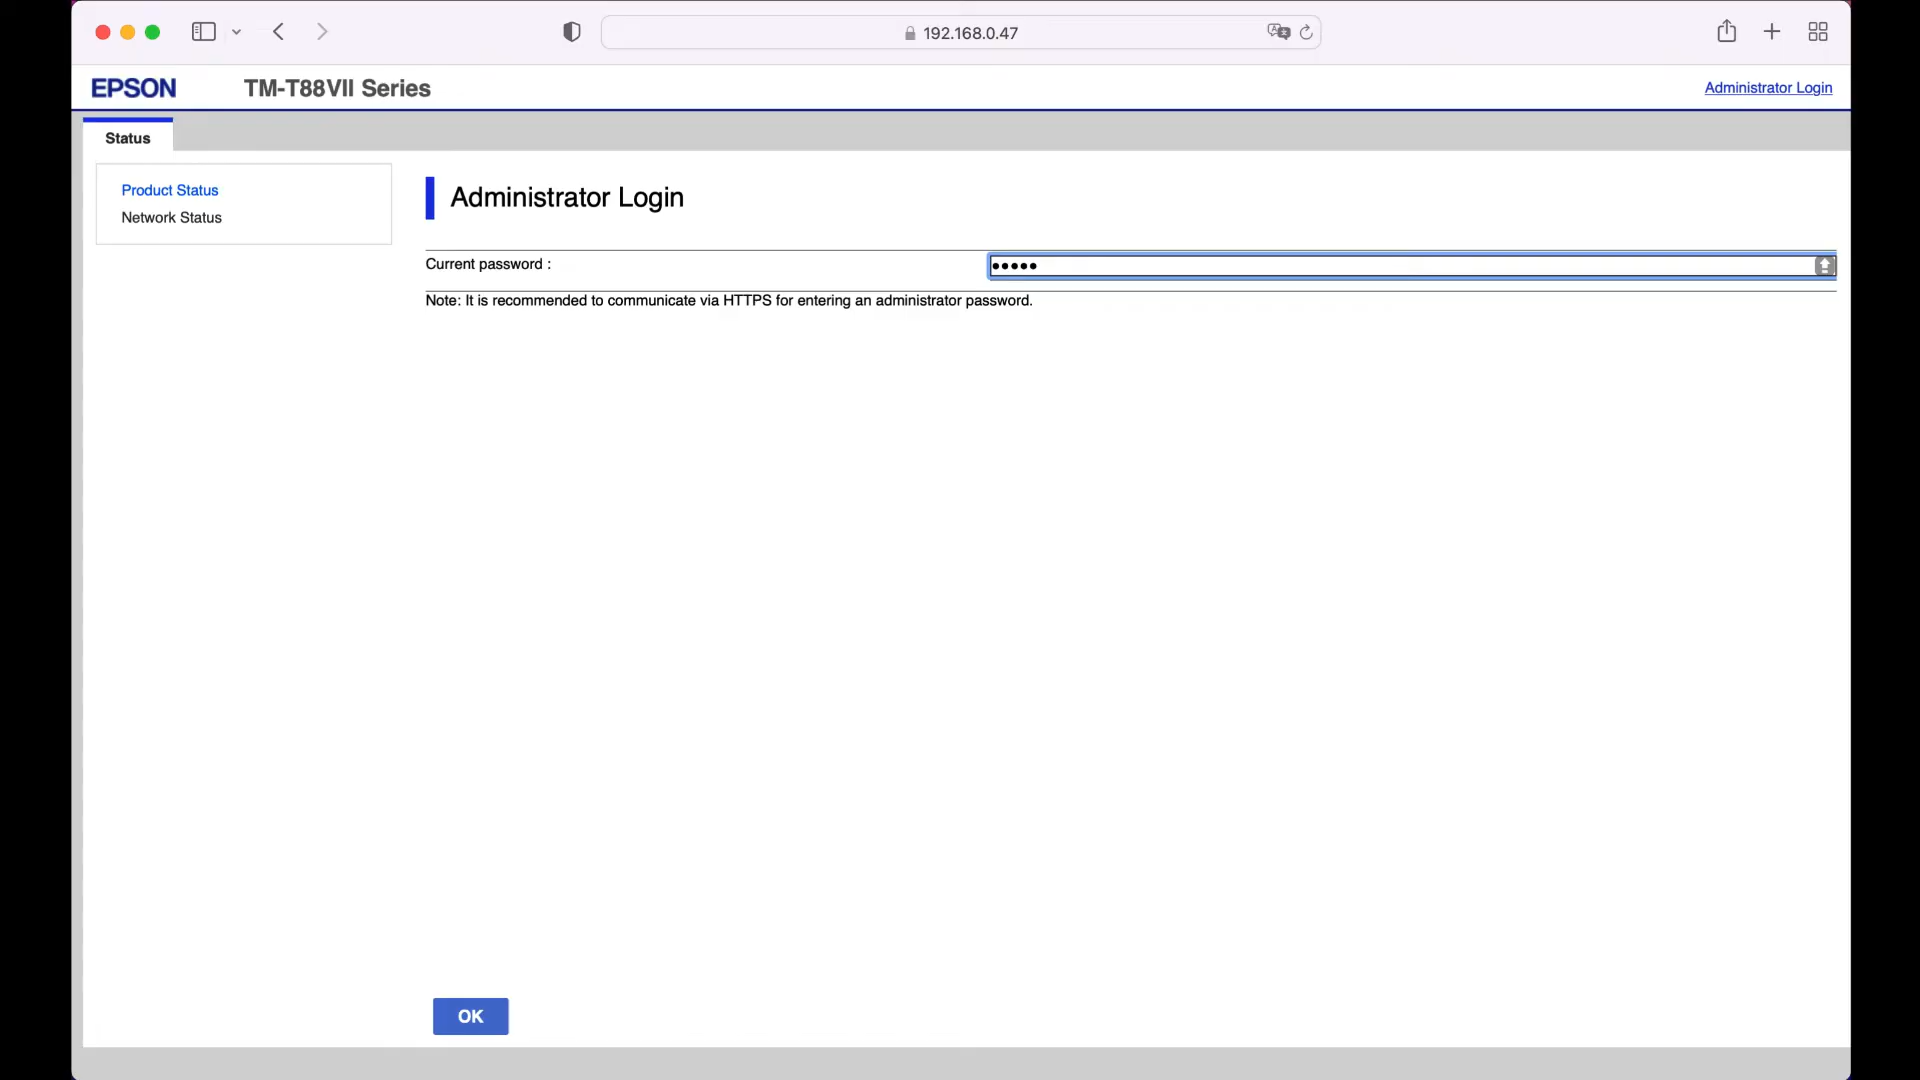 192.168.0.47
EPSON TM-T88VII Series Administrator Login
Status
Product Status
Network Status
Administrator Login
Current password : •••••
Note: It is recommended to communicate via HTTPS for entering an administrator password.
OK